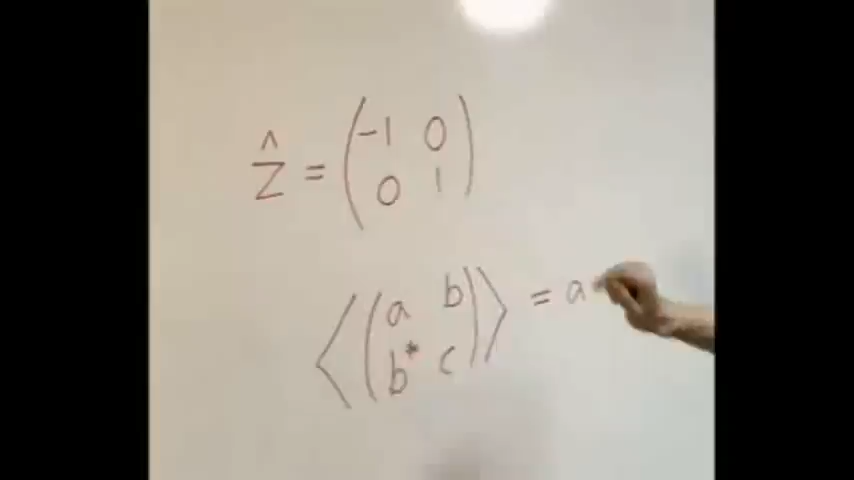 Ẑ = (-1 0
0 1)
⟨(a b
b* c)⟩ = a